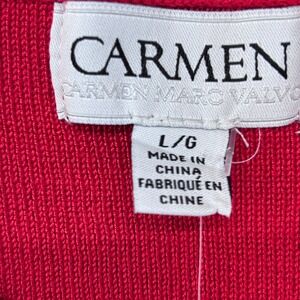 CARMEN
CARMEN MARC VALVO
L/G
MADE IN
CHINA
FABRIQUÉ EN
CHINE